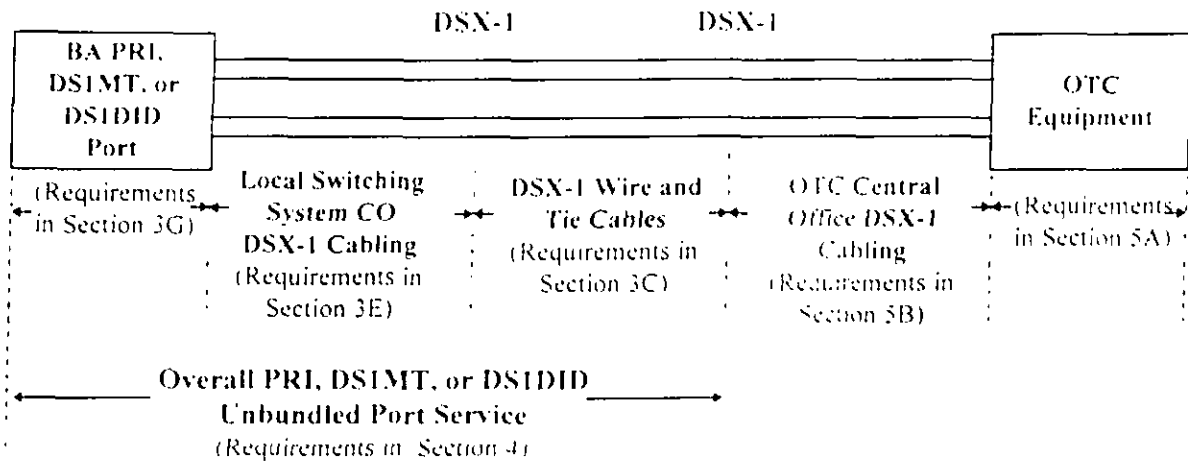 DSX-1 DSX-1
BA PRI,
DS1MT, or
DS1DID
Port
OTC
Equipment
(Requirements
in Section 3G)
Local Switching
System CO
DSX-1 Cabling
(Requirements in
Section 3E)
DSX-1 Wire and
Tie Cables
(Requirements in
Section 3C)
OTC Central
Office DSX-1
Cabling
(Requirements in
Section 5B)
(Requirements
in Section 5A)
Overall PRI, DS1MT, or DS1DID
Unbundled Port Service
(Requirements in Section 4)